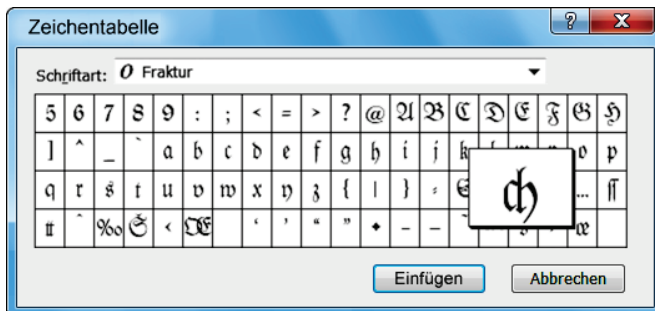 Zeichentabelle
Schriftart: O Fraktur
5 6 7 8 9 : ; < = > ? @ A B C D E F G H
] ^ _ ` a b c d e f g h i j k o p
q r s t u v w x y z { | } ... ſſ
tt ˆ ‰ Š ‹ Œ ‘ ’ “ ” • – — œ
ch
Einfügen Abbrechen